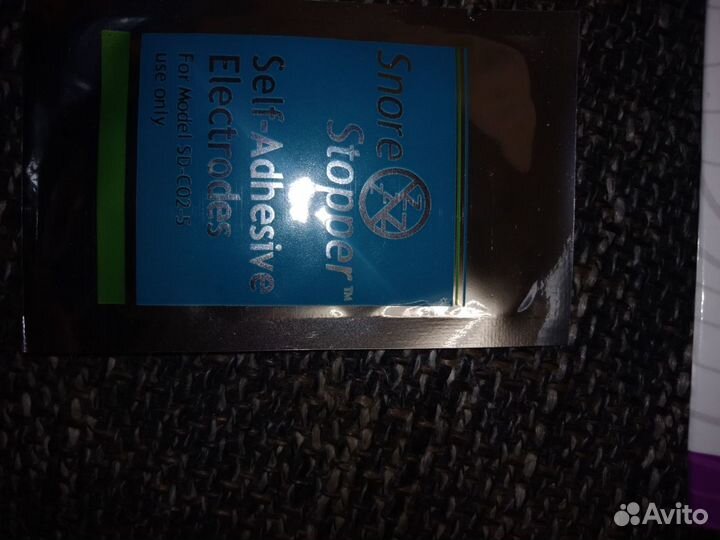 Snore
Stopper™
Self-Adhesive
Electrodes
For Model SD-C02-5
use only
Avito